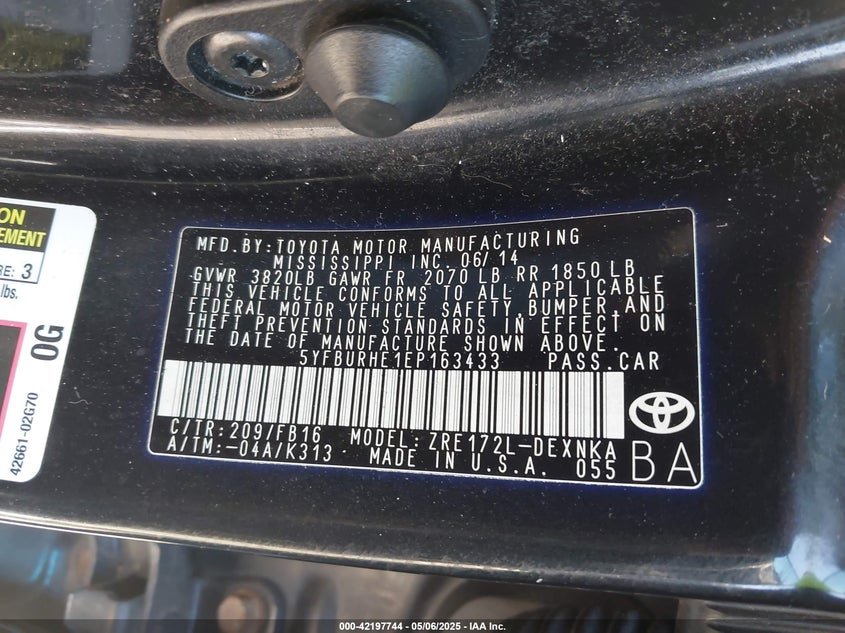 ON
EMENT
RE: 3
lbs.
0G
42661-02G70
MFD. BY: TOYOTA MOTOR MANUFACTURING
MISSISSIPPI INC. 06/14
GVWR 3820LB GAWR FR 2070 LB RR 1850 LB
THIS VEHICLE CONFORMS TO ALL APPLICABLE
FEDERAL MOTOR VEHICLE SAFETY, BUMPER, AND
THEFT PREVENTION STANDARDS IN EFFECT ON
THE DATE OF MANUFACTURE SHOWN ABOVE.
5YFBURHE1EP163433 PASS. CAR
C/TR: 209/FB16 MODEL: ZRE172L-DEXNKA
A/TM: -04A/K313 MADE IN U.S.A. 055
BA
000-42197744 - 05/06/2025 - IAA Inc.